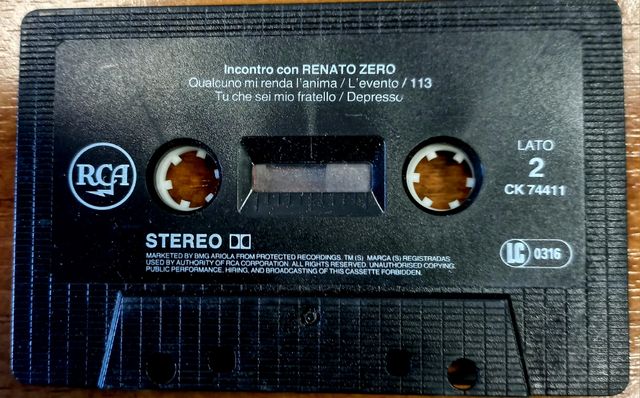 Incontro con RENATO ZERO
Qualcuno mi renda l'anima / L'evento / 113
Tu che sei mio fratello / Depresso
RCA
LATO
2
CK 74411
STEREO
MARKETED BY BMG ARIOLA FROM PROTECTED RECORDINGS. TM (S) MARCA (S) REGISTRADAS
USED BY AUTHORITY OF RCA CORPORATION. ALL RIGHTS RESERVED. UNAUTHORISED COPYING.
PUBLIC PERFORMANCE. HIRING, AND BROADCASTING OF THIS CASSETTE FORBIDDEN.
LC 0316